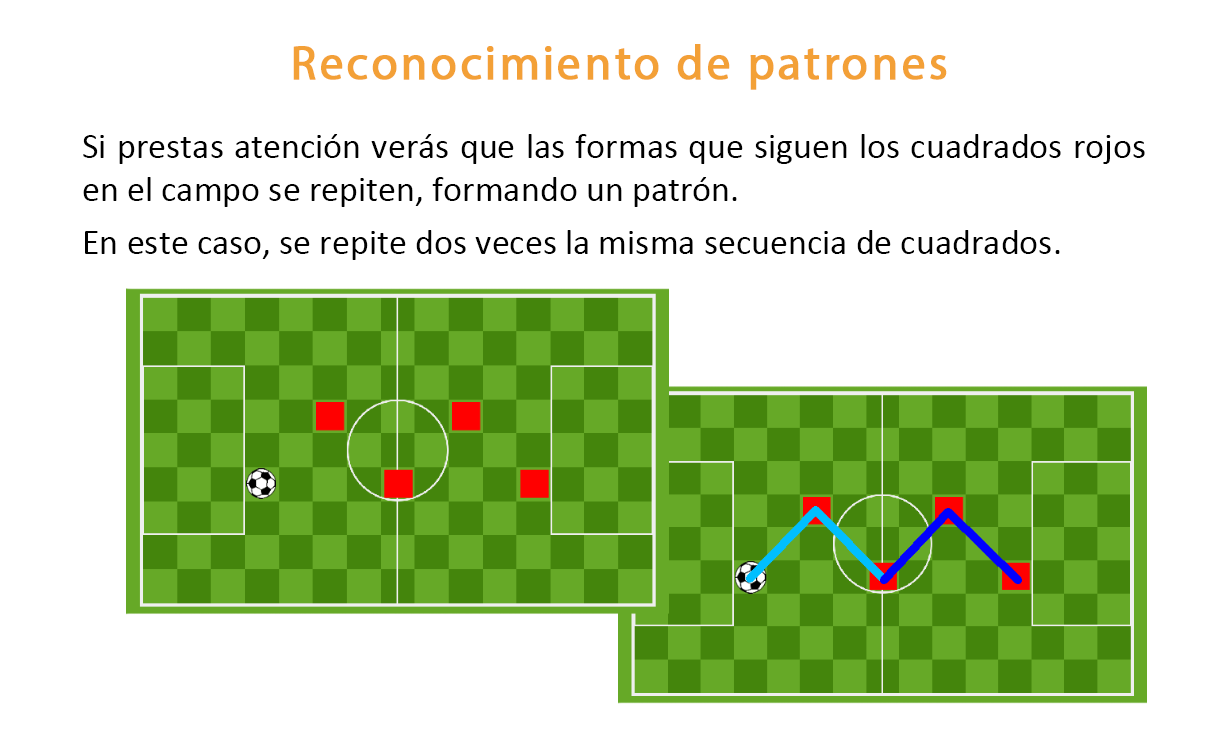 Reconocimiento de patrones
Si prestas atención verás que las formas que siguen los cuadrados rojos
en el campo se repiten, formando un patrón.
En este caso, se repite dos veces la misma secuencia de cuadrados.